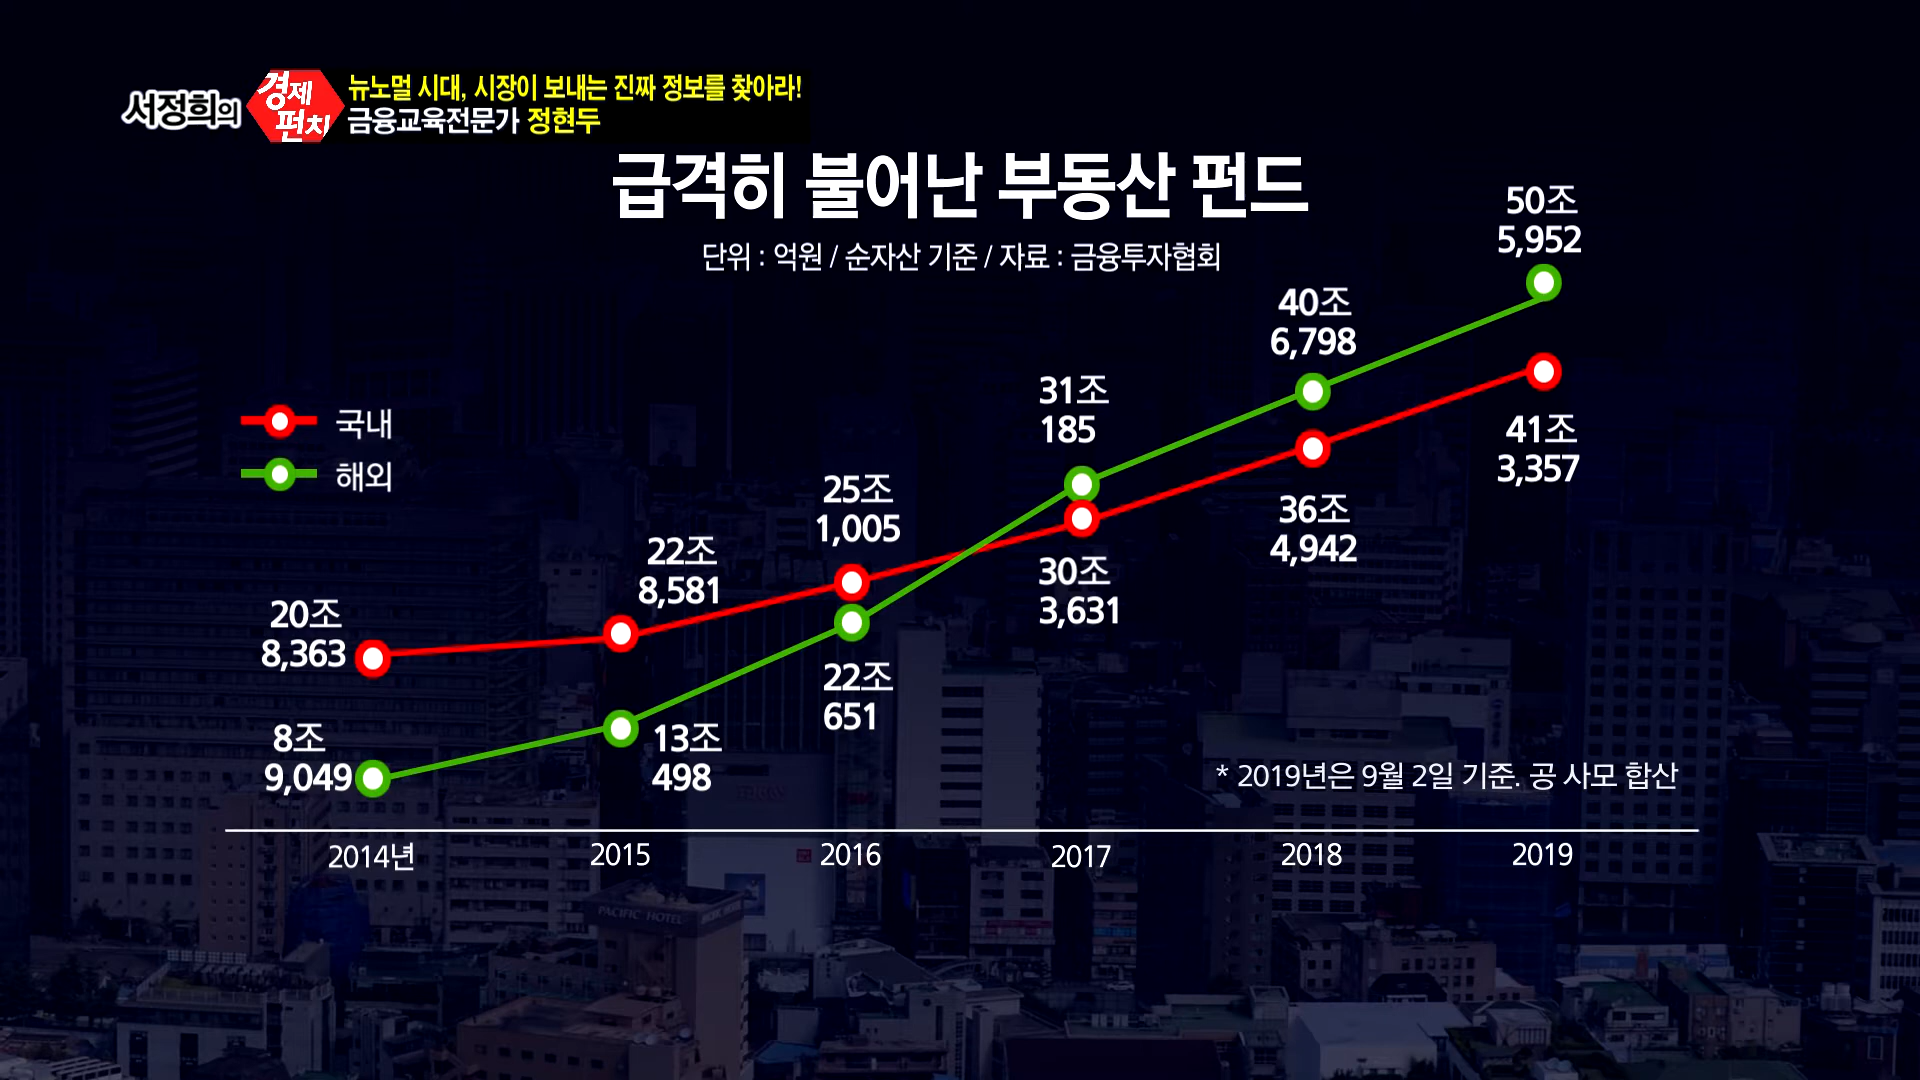 서정희의 경제펀치
뉴노멀 시대, 시장이 보내는 진짜 정보를 찾아라!
금융교육전문가 정현두
급격히 불어난 부동산 펀드
단위 : 억원 / 순자산 기준 / 자료 : 금융투자협회
국내
해외
20조
8,363
22조
8,581
25조
1,005
30조
3,631
36조
4,942
41조
3,357
8조
9,049
13조
498
22조
651
31조
185
40조
6,798
50조
5,952
* 2019년은 9월 2일 기준. 공 사모 합산
2014년 2015 2016 2017 2018 2019
PACIFIC HOTEL